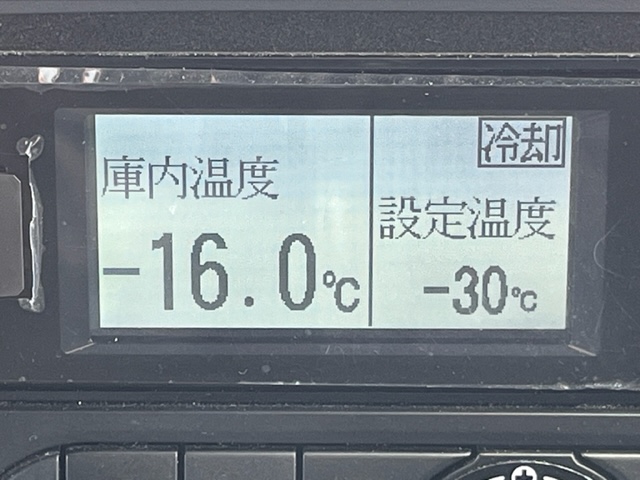 庫内温度
-16.0℃
冷却
設定温度
-30℃